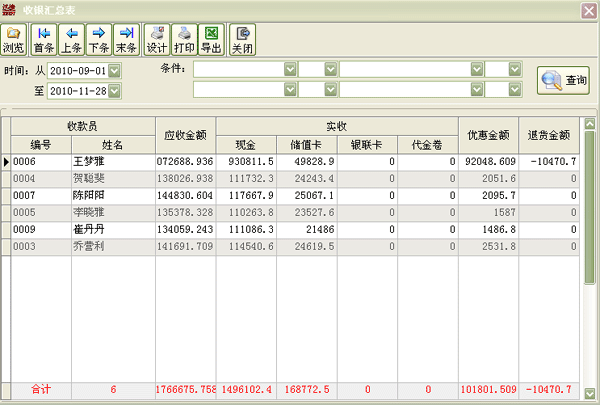 收银汇总表
浏览 首条 上条 下条 末条 设计 打印 导出 关闭
时间: 从 2010-09-01 条件:
至 2010-11-28 查询
收款员 应收金额 实收 优惠金额 退货金额
编号 姓名 现金 储值卡 银联卡 代金卷
0006 王梦雅 072688.936 930811.5 49828.9 0 0 92048.609 -10470.7
0004 贺聪斐 138026.938 111732.3 24243.4 0 0 2051.6
0007 陈阳阳 144830.604 117667.9 25067.1 0 0 2095.7
0005 李晓雅 135378.328 110263.8 23527.6 0 0 1587
0009 崔丹丹 134059.243 111086.3 21486 0 0 1486.8
0003 乔营利 141691.709 114540.6 24619.5 0 0 2531.8
合计 6 1766675.758 1496102.4 168772.5 0 0 101801.509 -10470.7